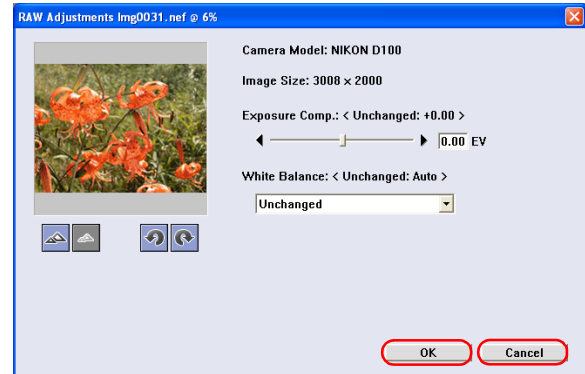 RAW Adjustments Img0031.nef @ 6%
Camera Model: NIKON D100
Image Size: 3008 × 2000
Exposure Comp.: < Unchanged: +0.00 >
0.00 EV
White Balance: < Unchanged: Auto >
Unchanged
OK Cancel